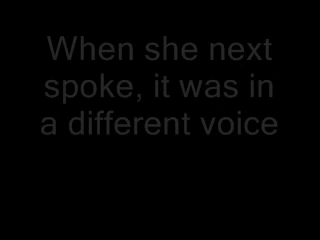 When she next
spoke, it was in
a different voice